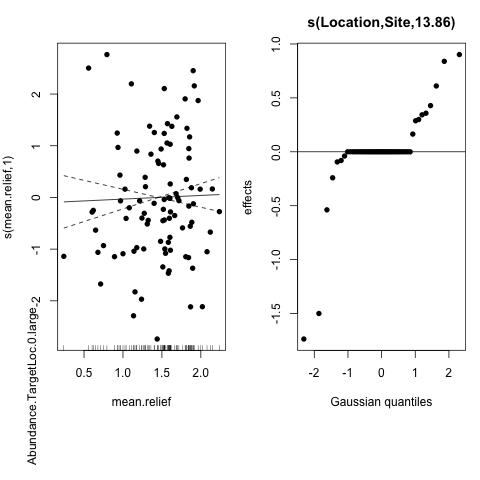 Abundance.TargetLoc.0.large
s(mean.relief,1)
2
1
0
-1
-2
0.5 1.0 1.5 2.0
mean.relief
s(Location,Site,13.86)
effects
1.0
0.5
0.0
-0.5
-1.0
-1.5
-2 -1 0 1 2
Gaussian quantiles